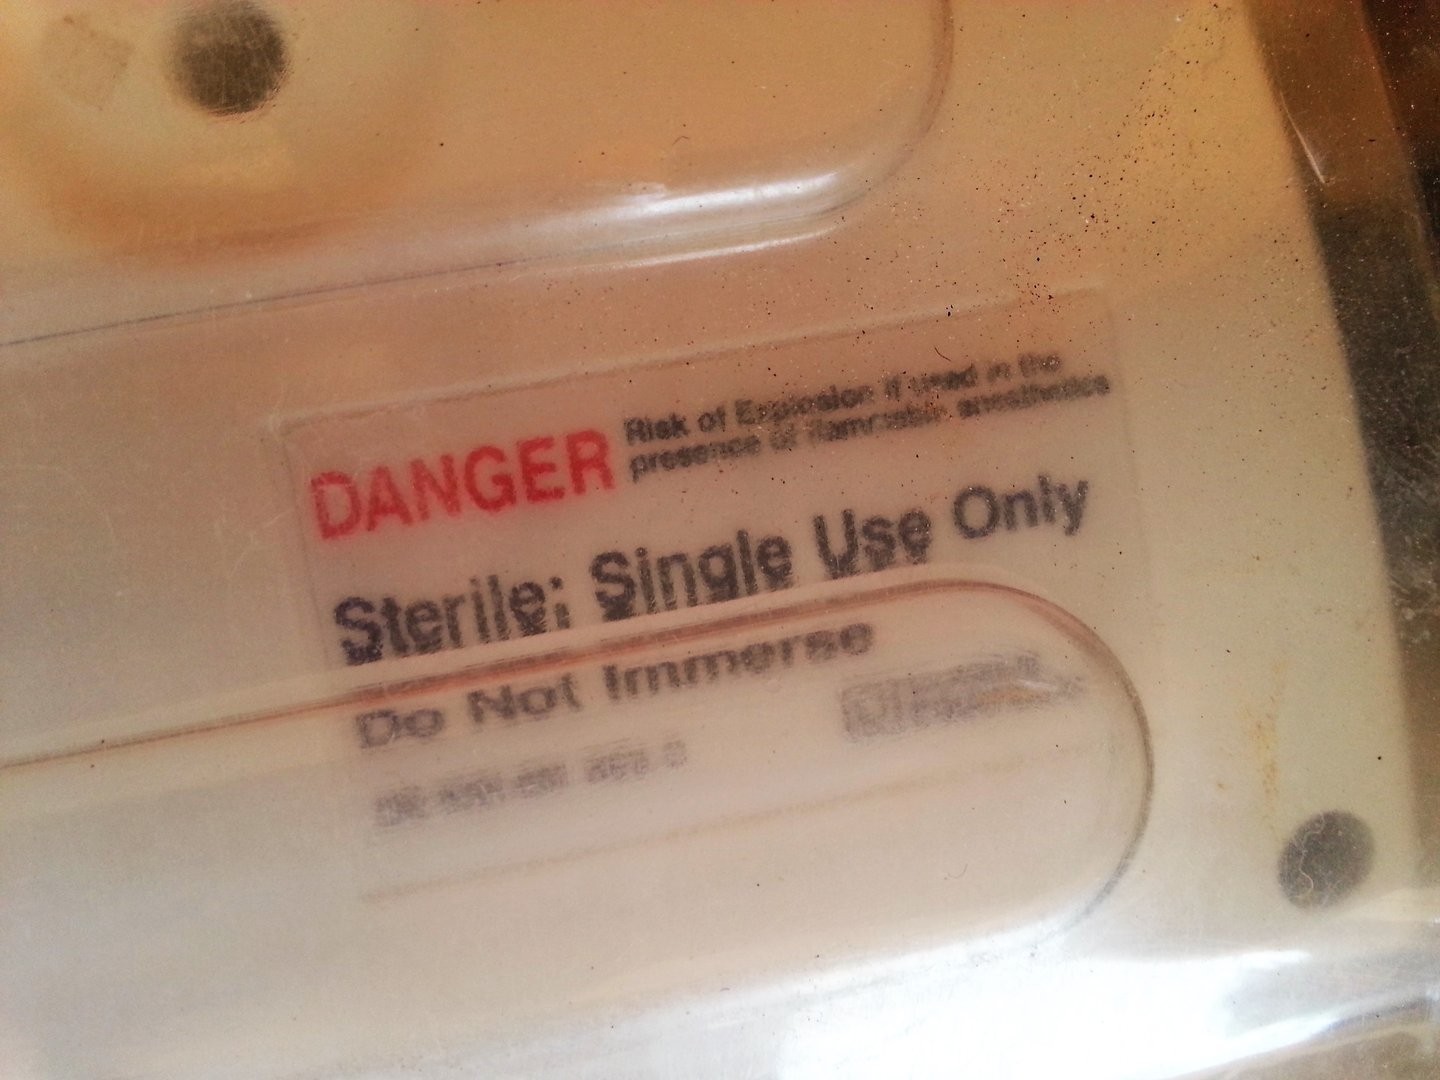 DANGER Risk of Explosion if used in the
presence of flammable anesthetics
Sterile; Single Use Only
Do Not Immerse